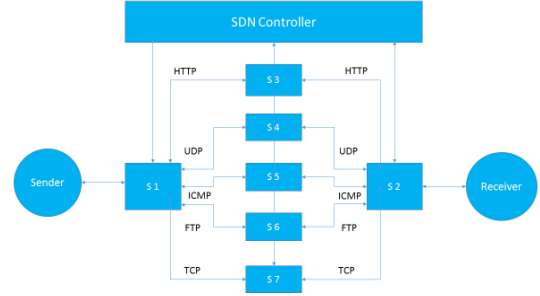 SDN Controller
HTTP
S 3
HTTP
S 4
UDP
UDP
Sender
S 1
S 5
S 2
Receiver
ICMP
ICMP
S 6
FTP
FTP
TCP
S 7
TCP